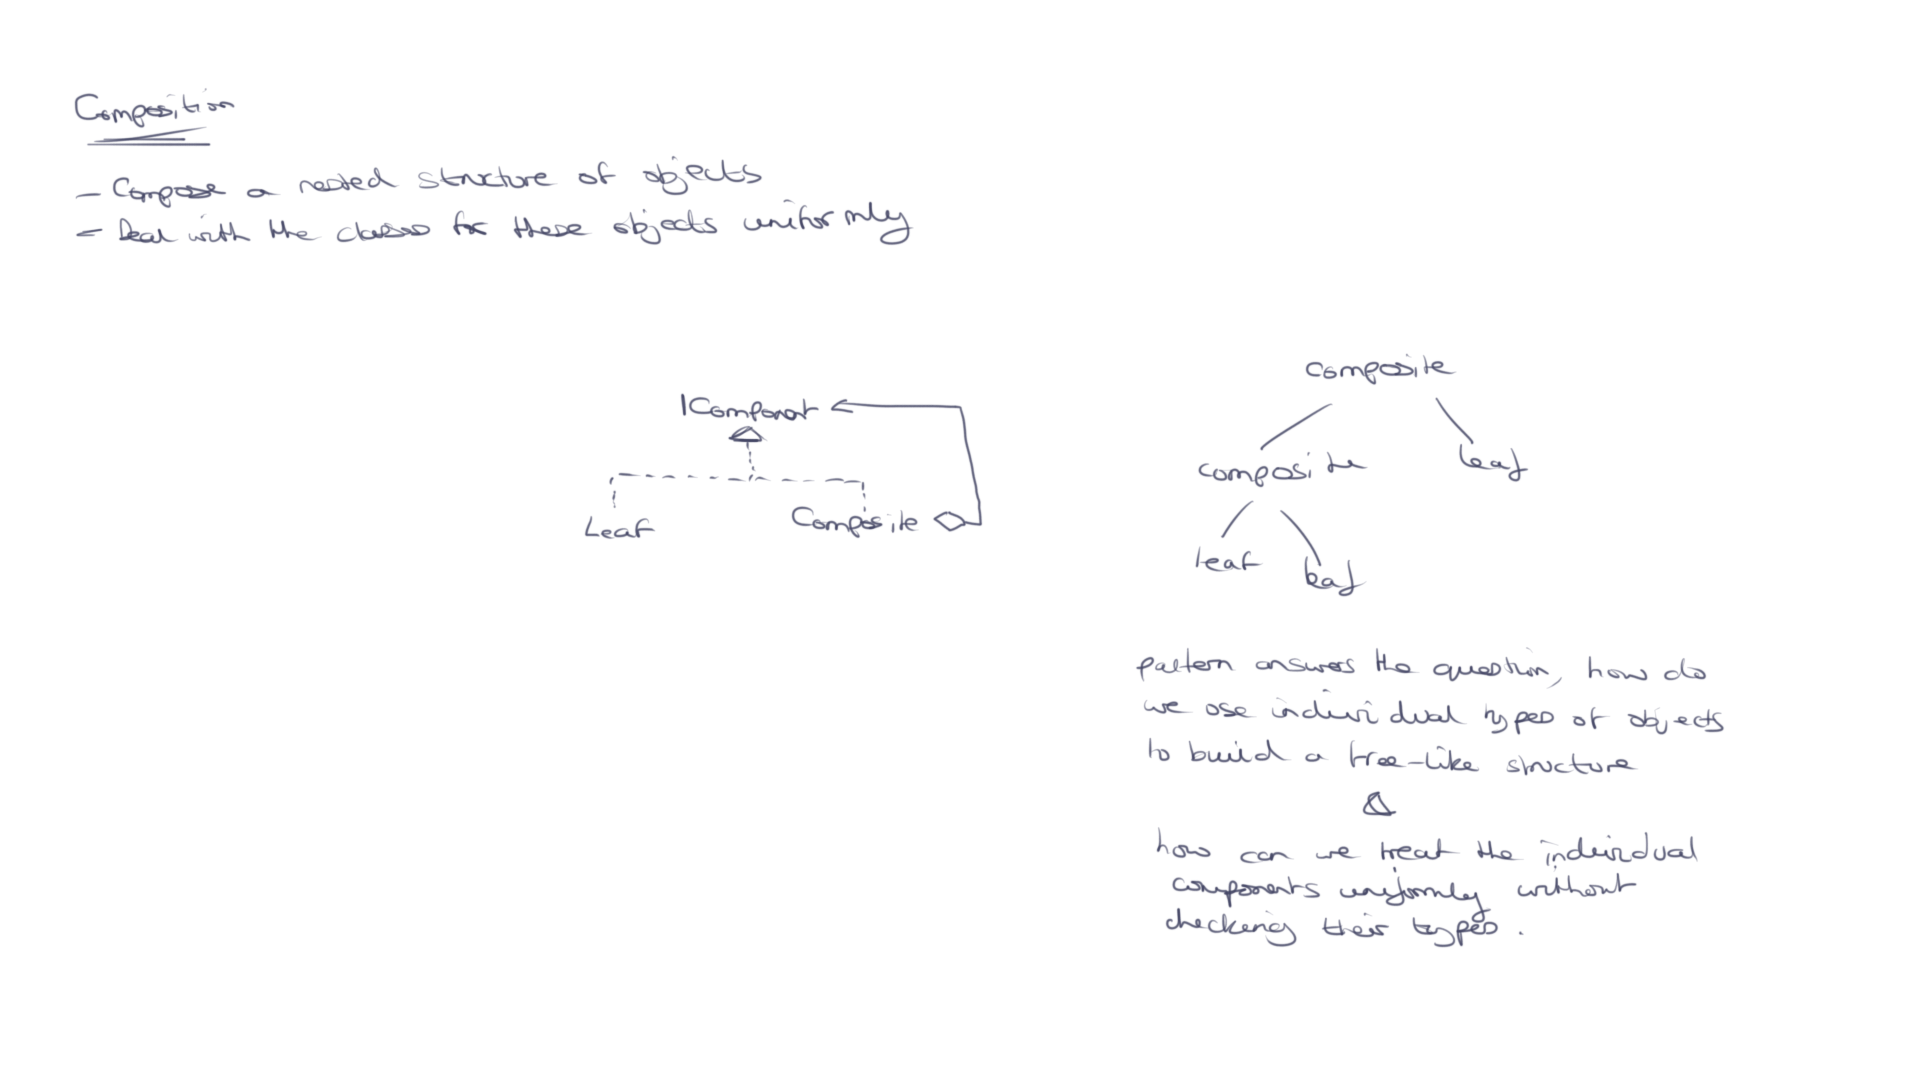 Composition
- Compose a nested structure of objects
- Deal with the classes for these objects uniformly
IComponent
Leaf
Composite
composite
composite
leaf
leaf
leaf
pattern answers the question, how do
we use individual types of objects
to build a tree-like structure
&
how can we treat the individual
components uniformly without
checking their types.